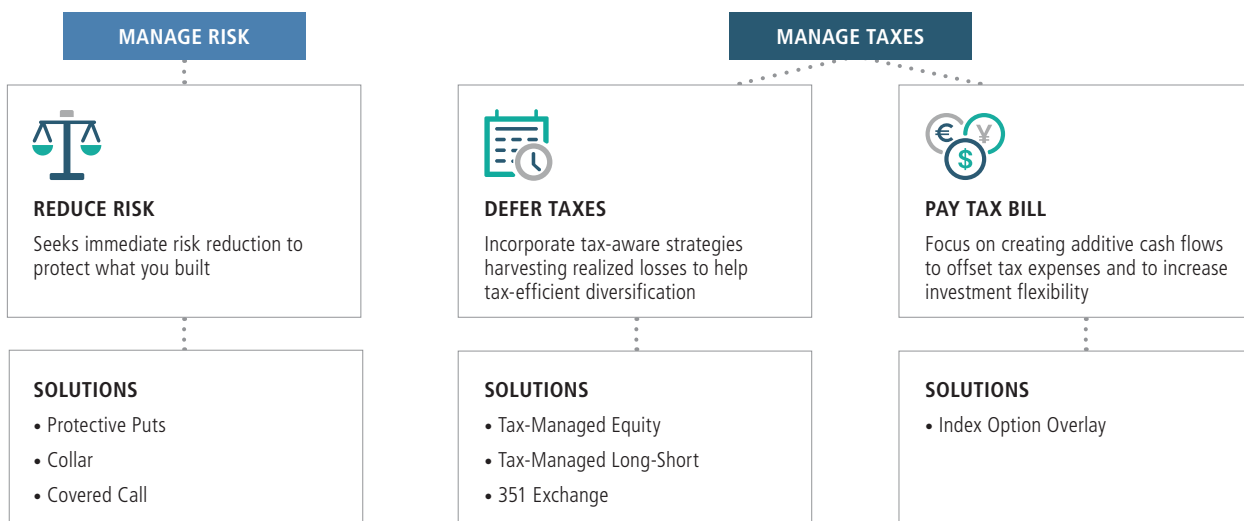 MANAGE RISK
MANAGE TAXES
REDUCE RISK
Seeks immediate risk reduction to
protect what you built
DEFER TAXES
Incorporate tax-aware strategies
harvesting realized losses to help
tax-efficient diversification
€ ¥
$
PAY TAX BILL
Focus on creating additive cash flows
to offset tax expenses and to increase
investment flexibility
SOLUTIONS
• Protective Puts
• Collar
• Covered Call
SOLUTIONS
• Tax-Managed Equity
• Tax-Managed Long-Short
• 351 Exchange
SOLUTIONS
• Index Option Overlay